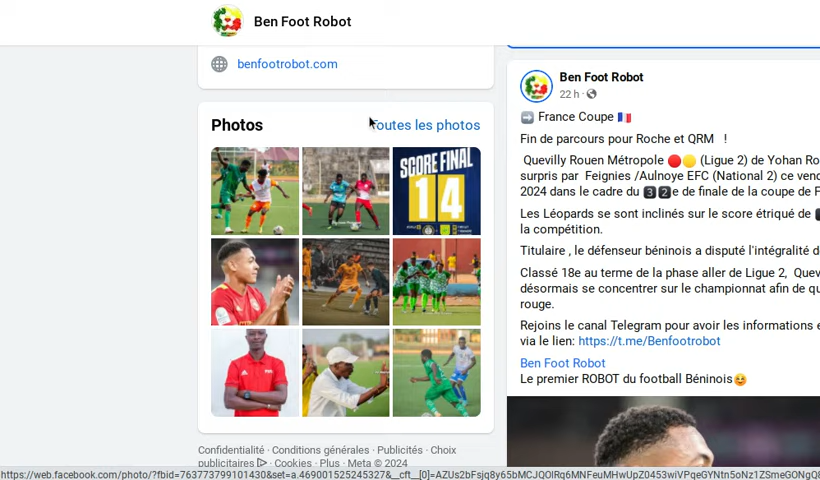 Ben Foot Robot
benfootrobot.com
Photos
Toutes les photos
SCORE FINAL
1 4
Confidentialité · Conditions générales · Publicités · Choix
publicitaires · Cookies · Plus · Meta © 2024
Ben Foot Robot
22 h ·
➡️ France Coupe 🇫🇷
Fin de parcours pour Roche et QRM !
Quevilly Rouen Métropole 🔴🟡 (Ligue 2) de Yohan Ro
surpris par Feignies /Aulnoye EFC (National 2) ce ven
2024 dans le cadre du 3️⃣2️⃣e de finale de la coupe de F
Les Léopards se sont inclinés sur le score étriqué de
la compétition.
Titulaire , le défenseur béninois a disputé l'intégralité d
Classé 18e au terme de la phase aller de Ligue 2, Quev
désormais se concentrer sur le championnat afin de qu
rouge.
Rejoins le canal Telegram pour avoir les informations e
via le lien: https://t.me/Benfootrobot
Ben Foot Robot
Le premier ROBOT du football Béninois😉
https://web.facebook.com/photo/?fbid=763773799101430&set=a.469001525245327&__cft__[0]=AZUs2bFsjq8y65bMCJQOlRq6MNFeuMHwUpZ0453wiVPqeGYNtn5oNz1ZSmeGONgQ8